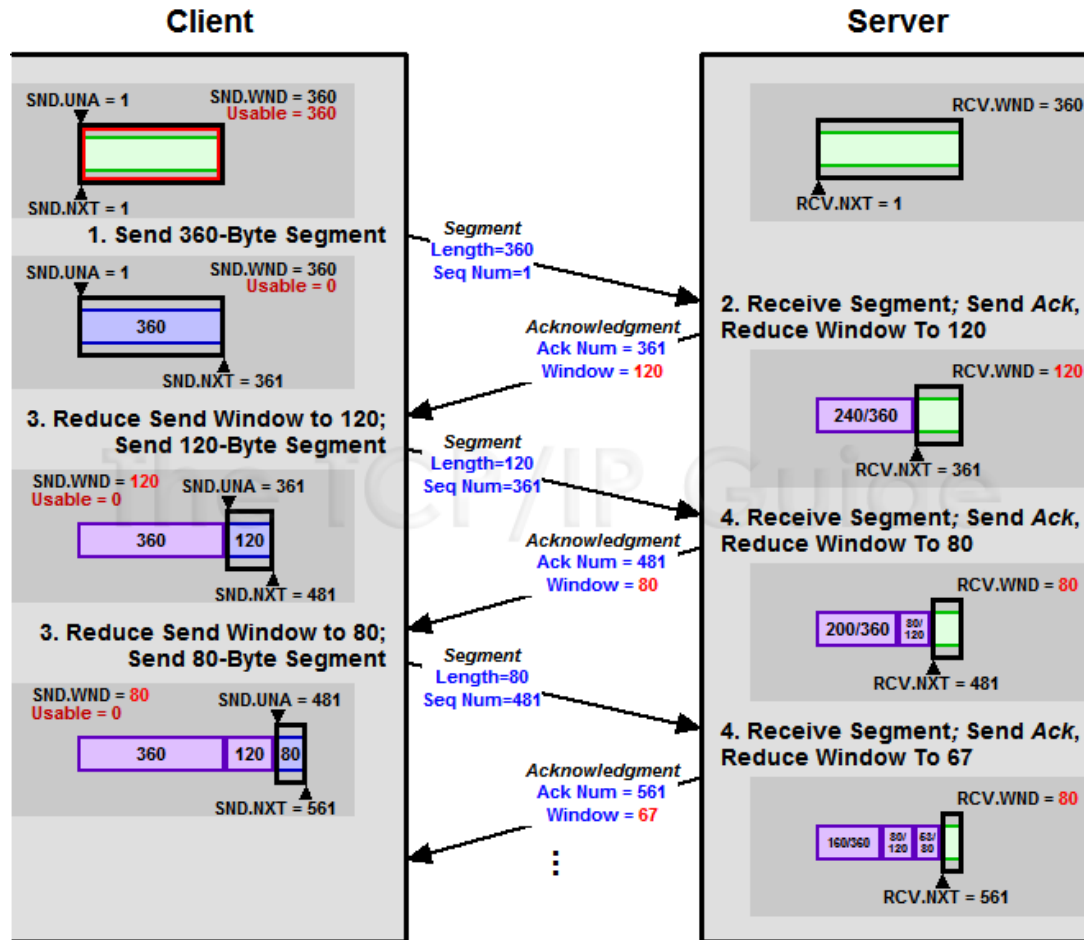 Client
Server
SND.UNA = 1
SND.WND = 360
Usable = 360
SND.NXT = 1
RCV.WND = 360
RCV.NXT = 1
1. Send 360-Byte Segment
Segment
Length=360
Seq Num=1
SND.UNA = 1
SND.WND = 360
Usable = 0
360
SND.NXT = 361
2. Receive Segment; Send Ack,
Reduce Window To 120
Acknowledgment
Ack Num = 361
Window = 120
RCV.WND = 120
240/360
RCV.NXT = 361
3. Reduce Send Window to 120;
Send 120-Byte Segment
Segment
Length=120
Seq Num=361
The TCP/IP Guide
SND.WND = 120
Usable = 0
SND.UNA = 361
360
120
SND.NXT = 481
4. Receive Segment; Send Ack,
Reduce Window To 80
Acknowledgment
Ack Num = 481
Window = 80
RCV.WND = 80
200/360
80/
120
RCV.NXT = 481
3. Reduce Send Window to 80;
Send 80-Byte Segment
Segment
Length=80
Seq Num=481
SND.WND = 80
Usable = 0
SND.UNA = 481
360
120
80
SND.NXT = 561
4. Receive Segment; Send Ack,
Reduce Window To 67
Acknowledgment
Ack Num = 561
Window = 67
RCV.WND = 80
160/360
80/
120
80
RCV.NXT = 561